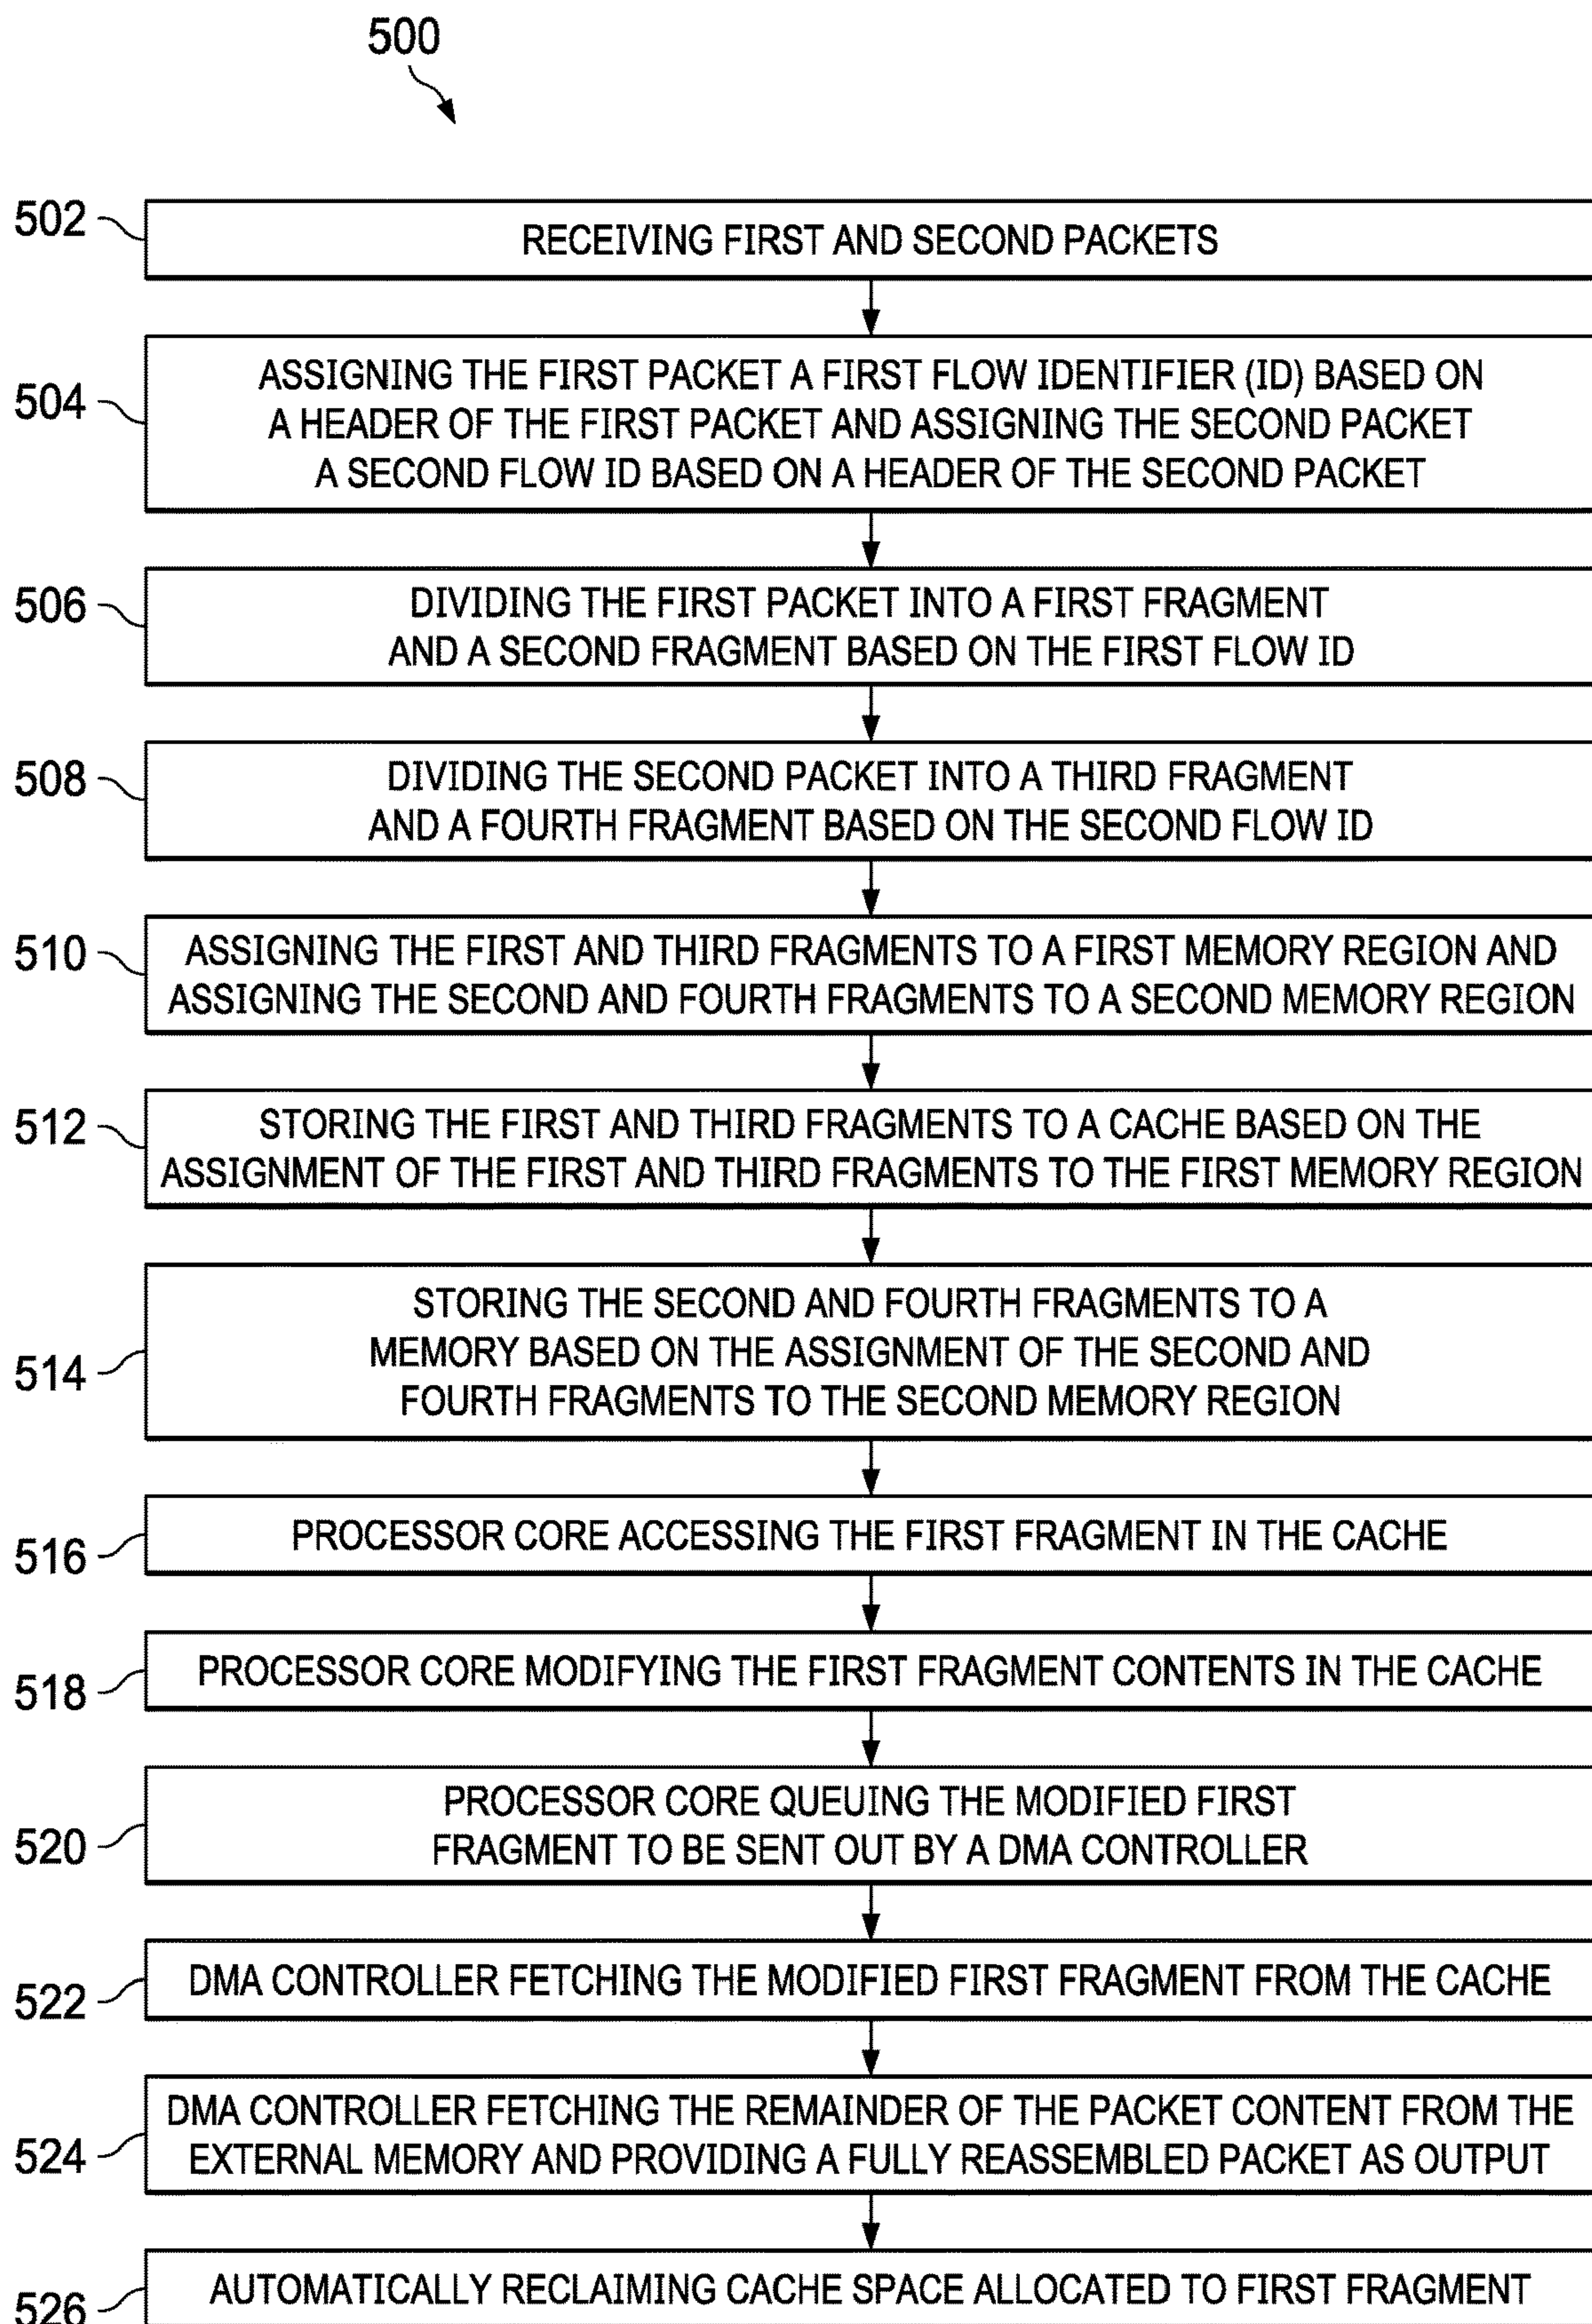 500
502
RECEIVING FIRST AND SECOND PACKETS
504
ASSIGNING THE FIRST PACKET A FIRST FLOW IDENTIFIER (ID) BASED ON
A HEADER OF THE FIRST PACKET AND ASSIGNING THE SECOND PACKET
A SECOND FLOW ID BASED ON A HEADER OF THE SECOND PACKET
506
DIVIDING THE FIRST PACKET INTO A FIRST FRAGMENT
AND A SECOND FRAGMENT BASED ON THE FIRST FLOW ID
508
DIVIDING THE SECOND PACKET INTO A THIRD FRAGMENT
AND A FOURTH FRAGMENT BASED ON THE SECOND FLOW ID
510
ASSIGNING THE FIRST AND THIRD FRAGMENTS TO A FIRST MEMORY REGION AND
ASSIGNING THE SECOND AND FOURTH FRAGMENTS TO A SECOND MEMORY REGION
512
STORING THE FIRST AND THIRD FRAGMENTS TO A CACHE BASED ON THE
ASSIGNMENT OF THE FIRST AND THIRD FRAGMENTS TO THE FIRST MEMORY REGION
514
STORING THE SECOND AND FOURTH FRAGMENTS TO A
MEMORY BASED ON THE ASSIGNMENT OF THE SECOND AND
FOURTH FRAGMENTS TO THE SECOND MEMORY REGION
516
PROCESSOR CORE ACCESSING THE FIRST FRAGMENT IN THE CACHE
518
PROCESSOR CORE MODIFYING THE FIRST FRAGMENT CONTENTS IN THE CACHE
520
PROCESSOR CORE QUEUING THE MODIFIED FIRST
FRAGMENT TO BE SENT OUT BY A DMA CONTROLLER
522
DMA CONTROLLER FETCHING THE MODIFIED FIRST FRAGMENT FROM THE CACHE
524
DMA CONTROLLER FETCHING THE REMAINDER OF THE PACKET CONTENT FROM THE
EXTERNAL MEMORY AND PROVIDING A FULLY REASSEMBLED PACKET AS OUTPUT
526
AUTOMATICALLY RECLAIMING CACHE SPACE ALLOCATED TO FIRST FRAGMENT